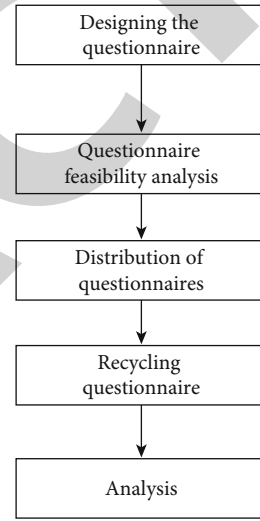 Designing the
questionnaire
Questionnaire
feasibility analysis
Distribution of
questionnaires
Recycling
questionnaire
Analysis